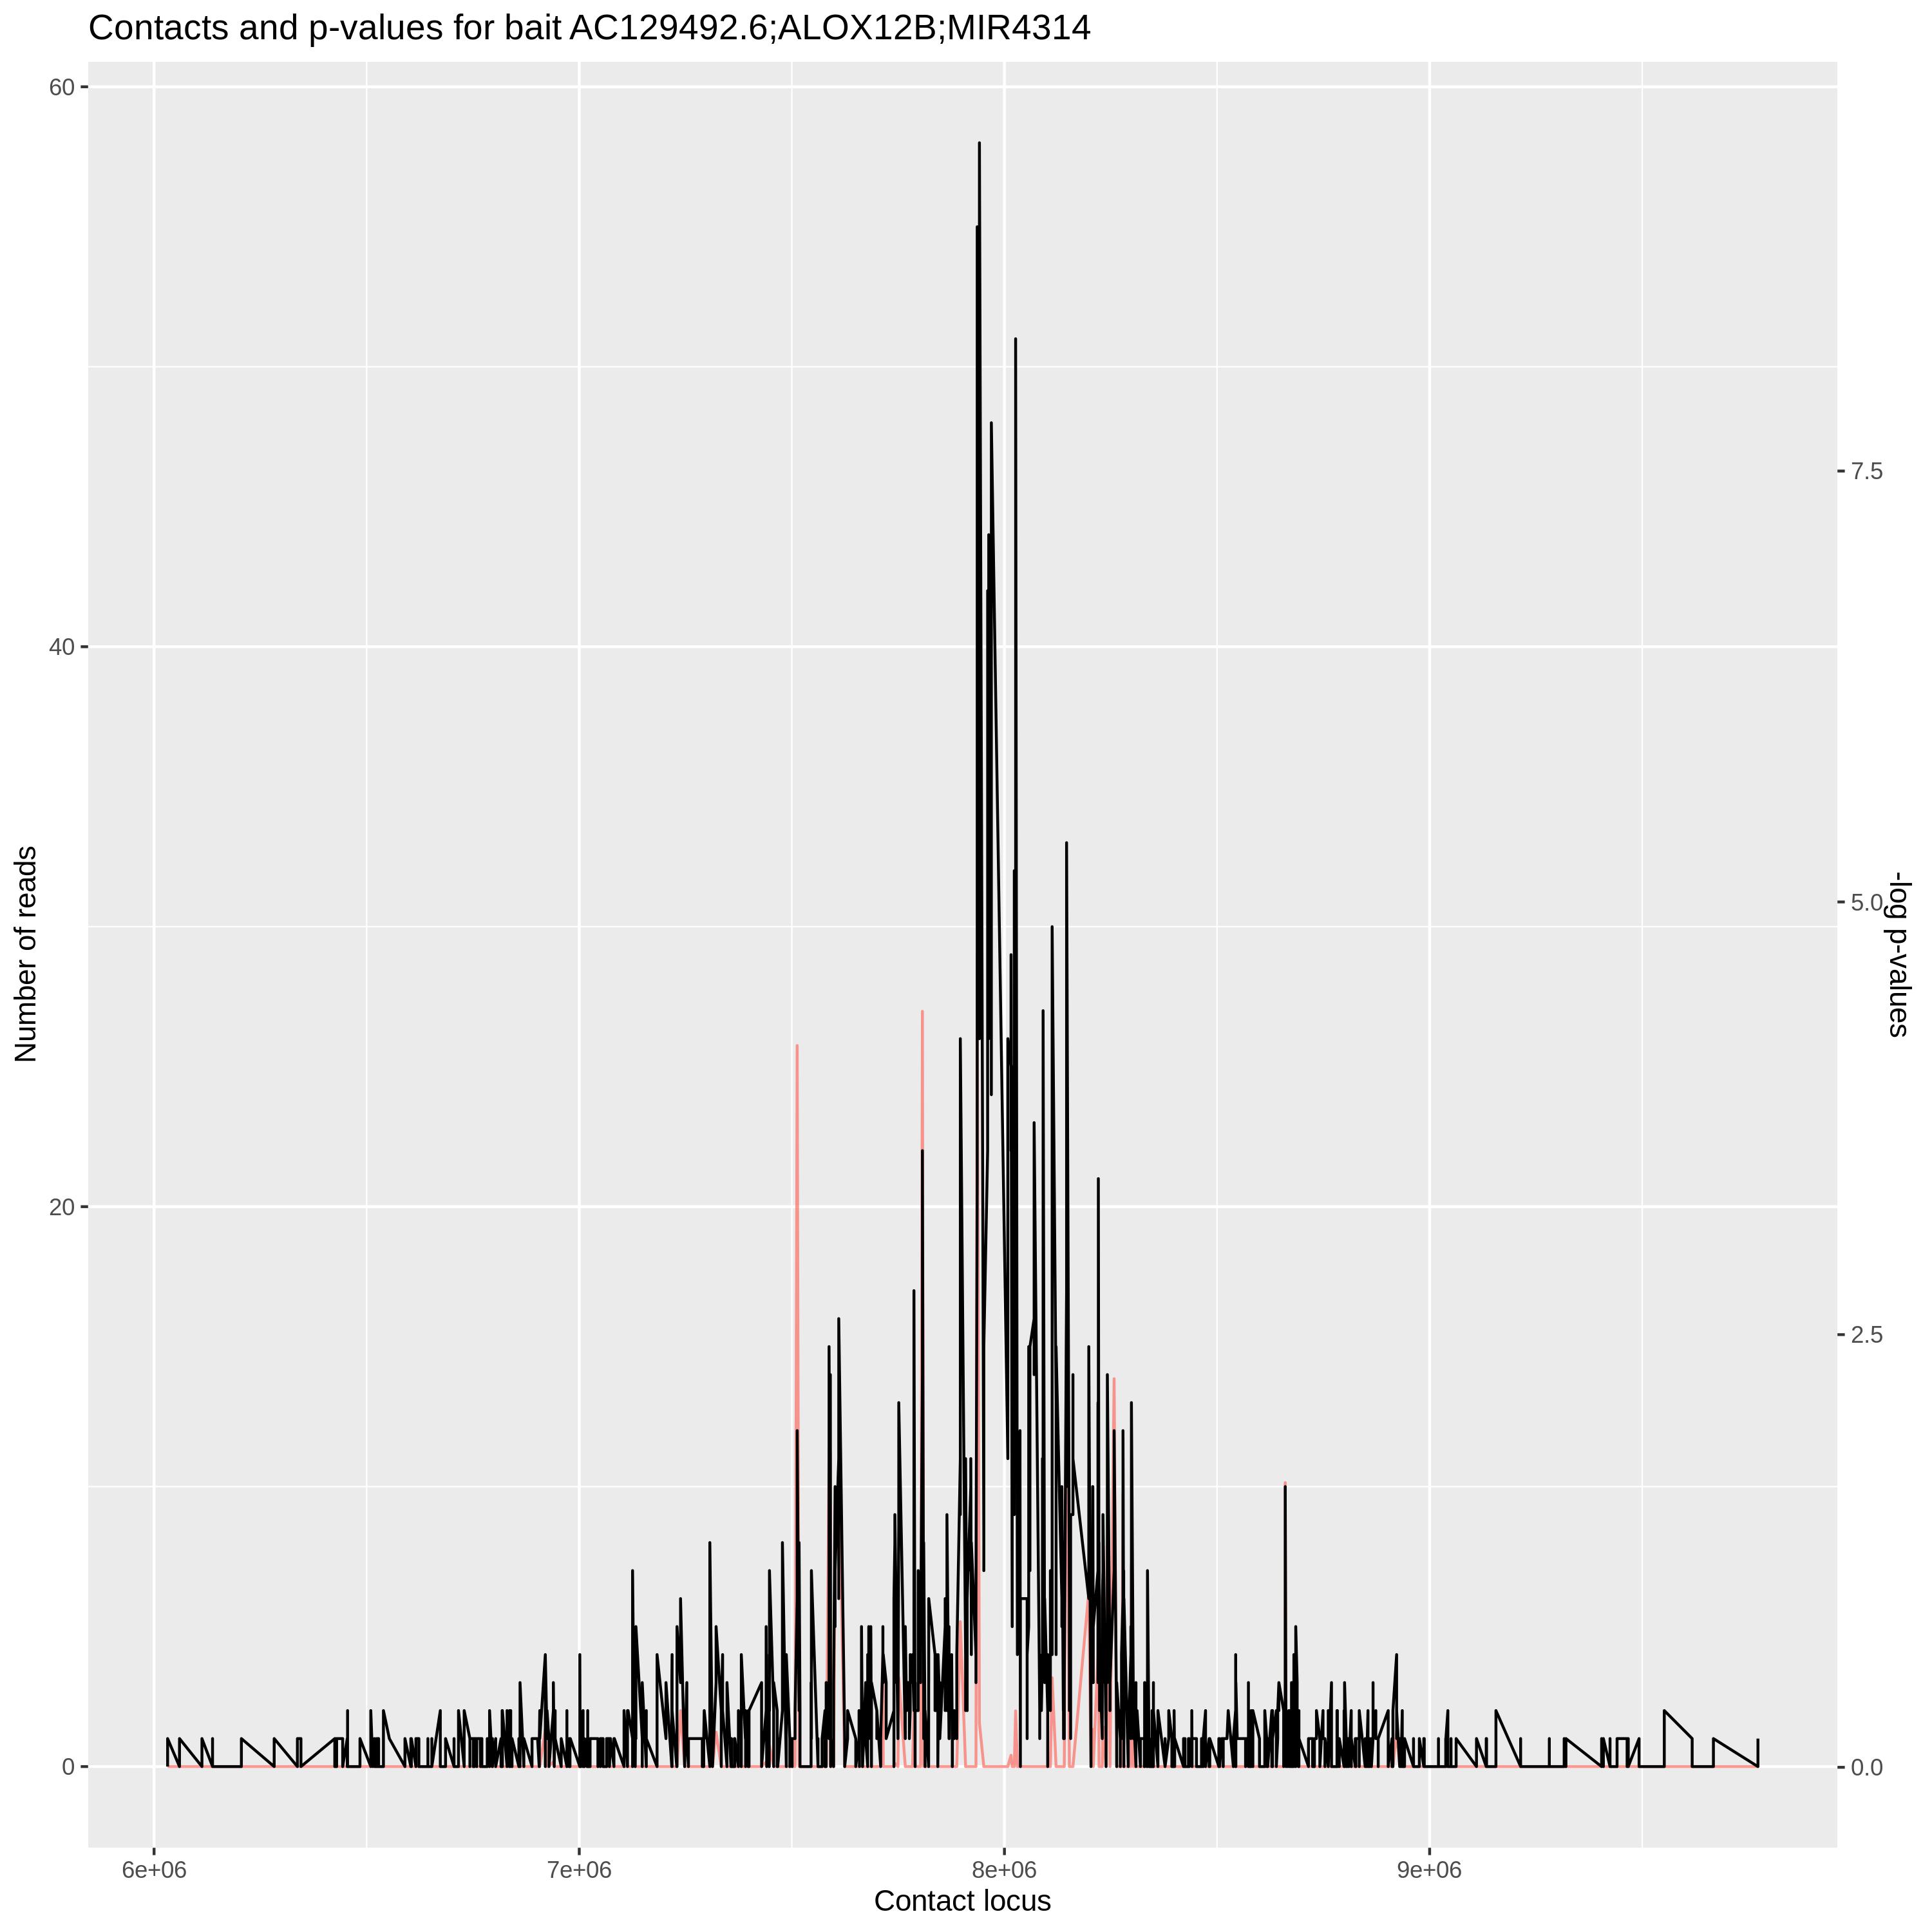 Contacts and p-values for bait AC129492.6;ALOX12B;MIR4314
60
40
20
0
Number of reads
7.5
5.0
2.5
0.0
-log p-values
6e+06 7e+06 8e+06 9e+06
Contact locus